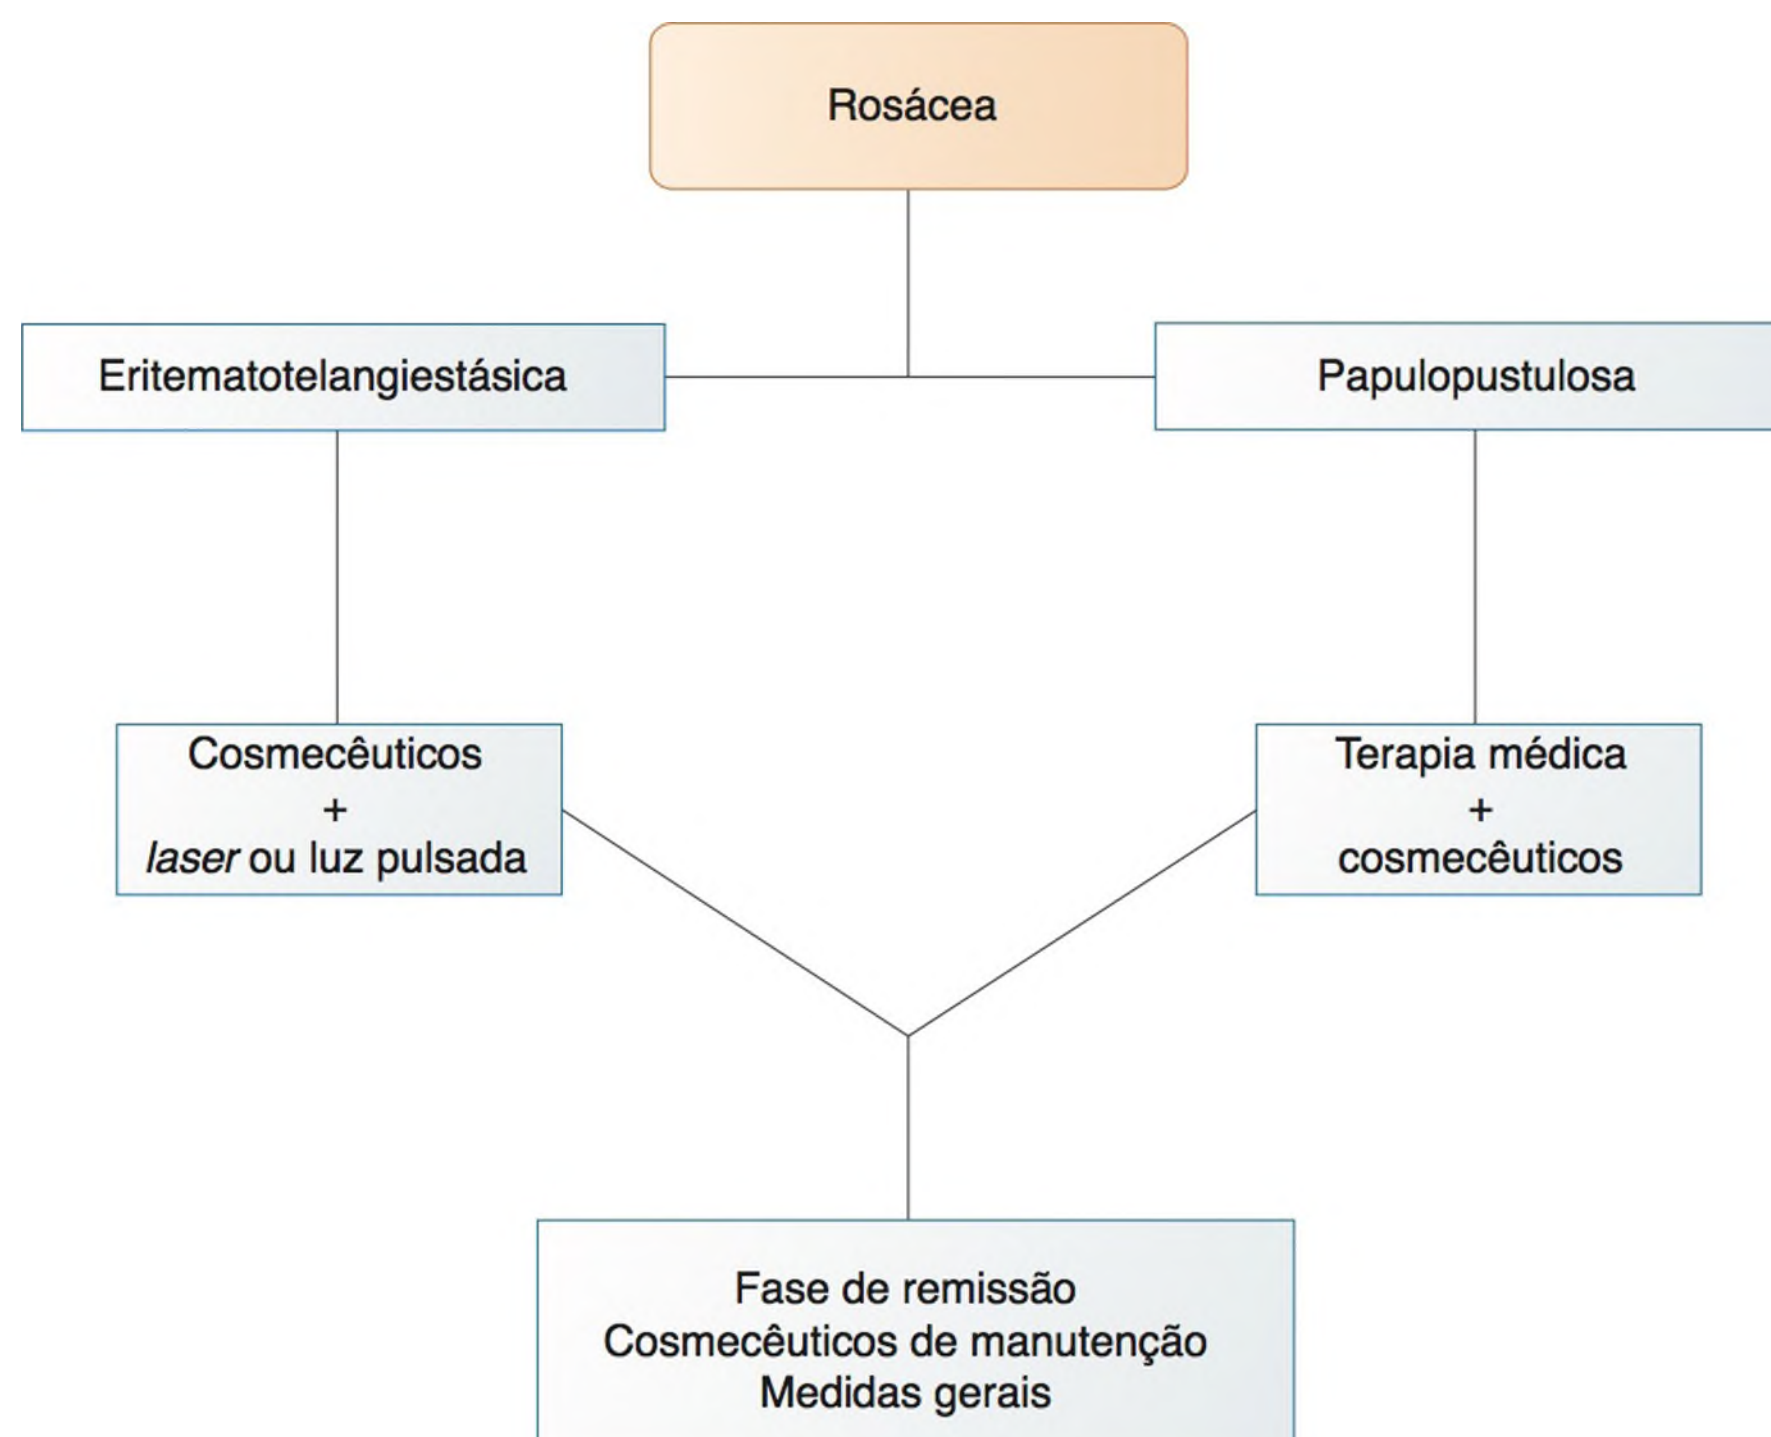 Rosácea
Eritematotelangiestásica
Papulopustulosa
Cosmecêuticos
+
laser ou luz pulsada
Terapia médica
+
cosmecêuticos
Fase de remissão
Cosmecêuticos de manutenção
Medidas gerais